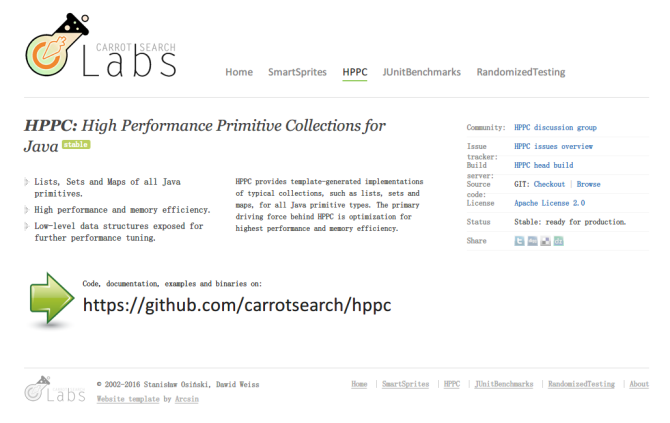 CARROT SEARCH
Labs
Home SmartSprites HPPC JUnitBenchmarks RandomizedTesting
HPPC: High Performance Primitive Collections for
Java stable
Lists, Sets and Maps of all Java
primitives.
High performance and memory efficiency.
Low-level data structures exposed for
further performance tuning.
HPPC provides template-generated implementations
of typical collections, such as lists, sets and
maps, for all Java primitive types. The primary
driving force behind HPPC is optimization for
highest performance and memory efficiency.
Community: HPPC discussion group
Issue HPPC issues overview
tracker:
Build HPPC head build
server:
Source GIT: Checkout | Browse
code:
License Apache License 2.0
Status Stable: ready for production.
Share
Code, documentation, examples and binaries on:
https://github.com/carrotsearch/hppc
Labs
© 2002-2016 Stanisław Osiński, Dawid Weiss
Website template by Arcsin
Home | SmartSprites | HPPC | JUnitBenchmarks | RandomizedTesting | About